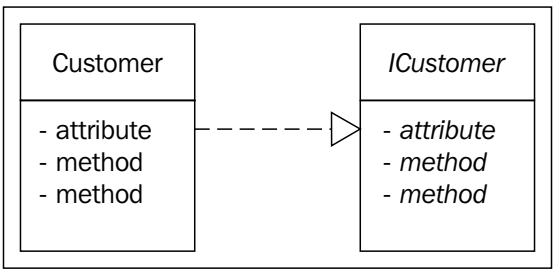 Customer
- attribute
- method
- method
ICustomer
- attribute
- method
- method